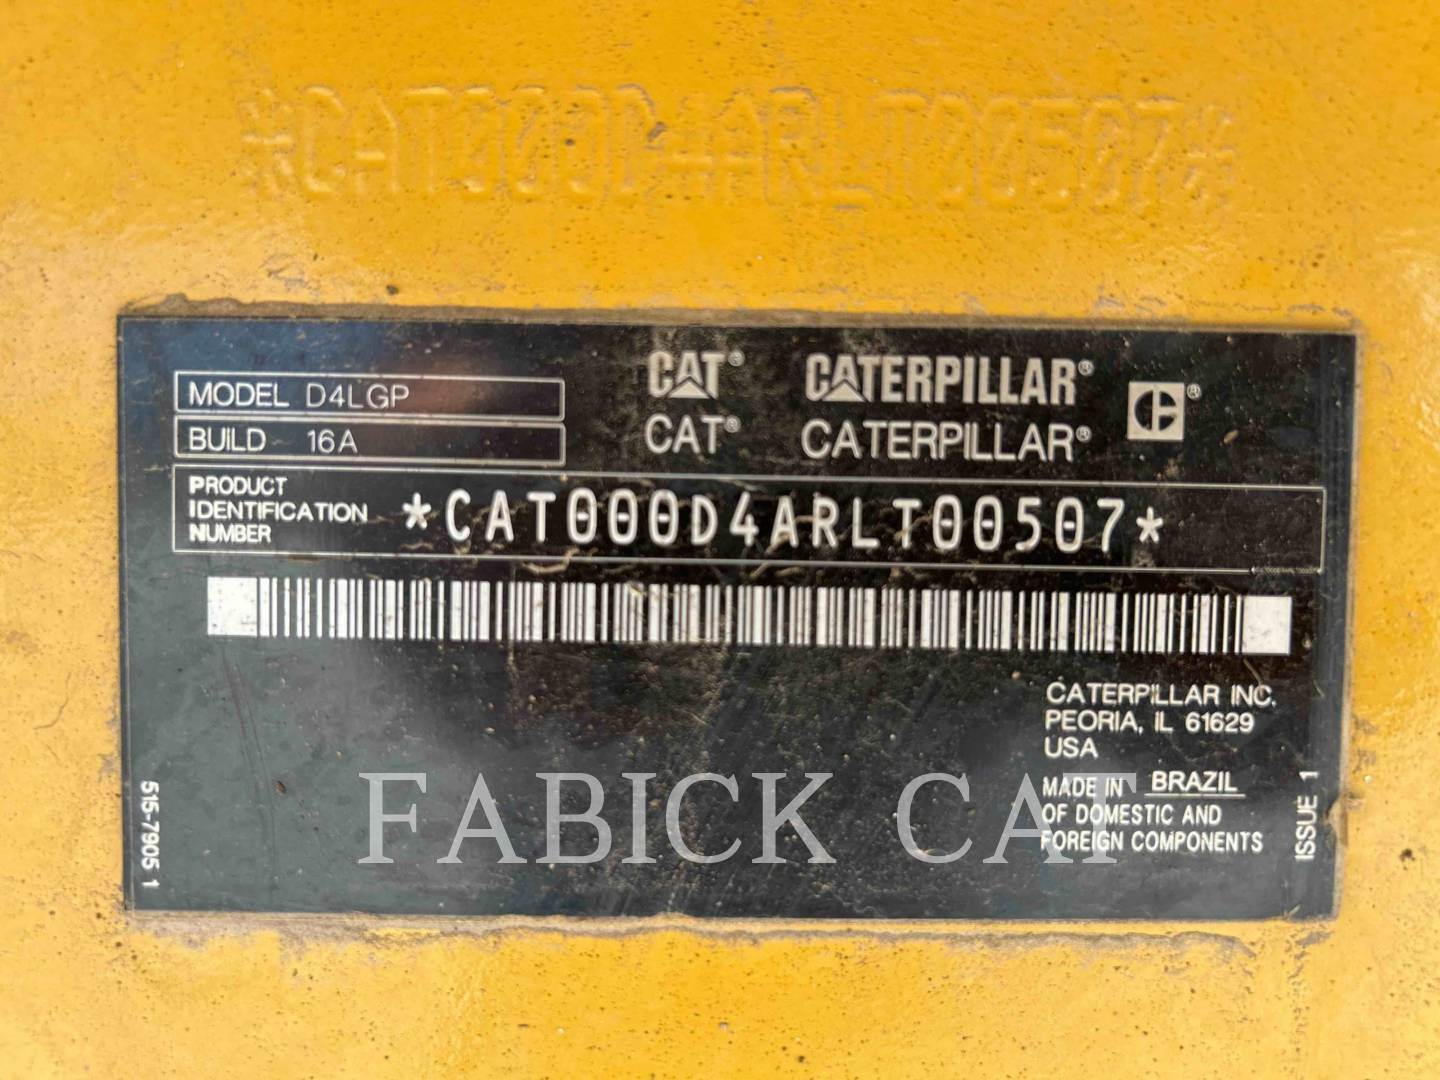 *CAT000D4ARLT00507*
MODEL D4LGP
BUILD 16A
CAT® CATERPILLAR® C®
CAT® CATERPILLAR®
PRODUCT
IDENTIFICATION
NUMBER
*CAT000D4ARLT00507*
CATERPILLAR INC.
PEORIA, IL 61629
USA
MADE IN BRAZIL
OF DOMESTIC AND
FOREIGN COMPONENTS
515-7905 1
ISSUE 1
FABICK CAT